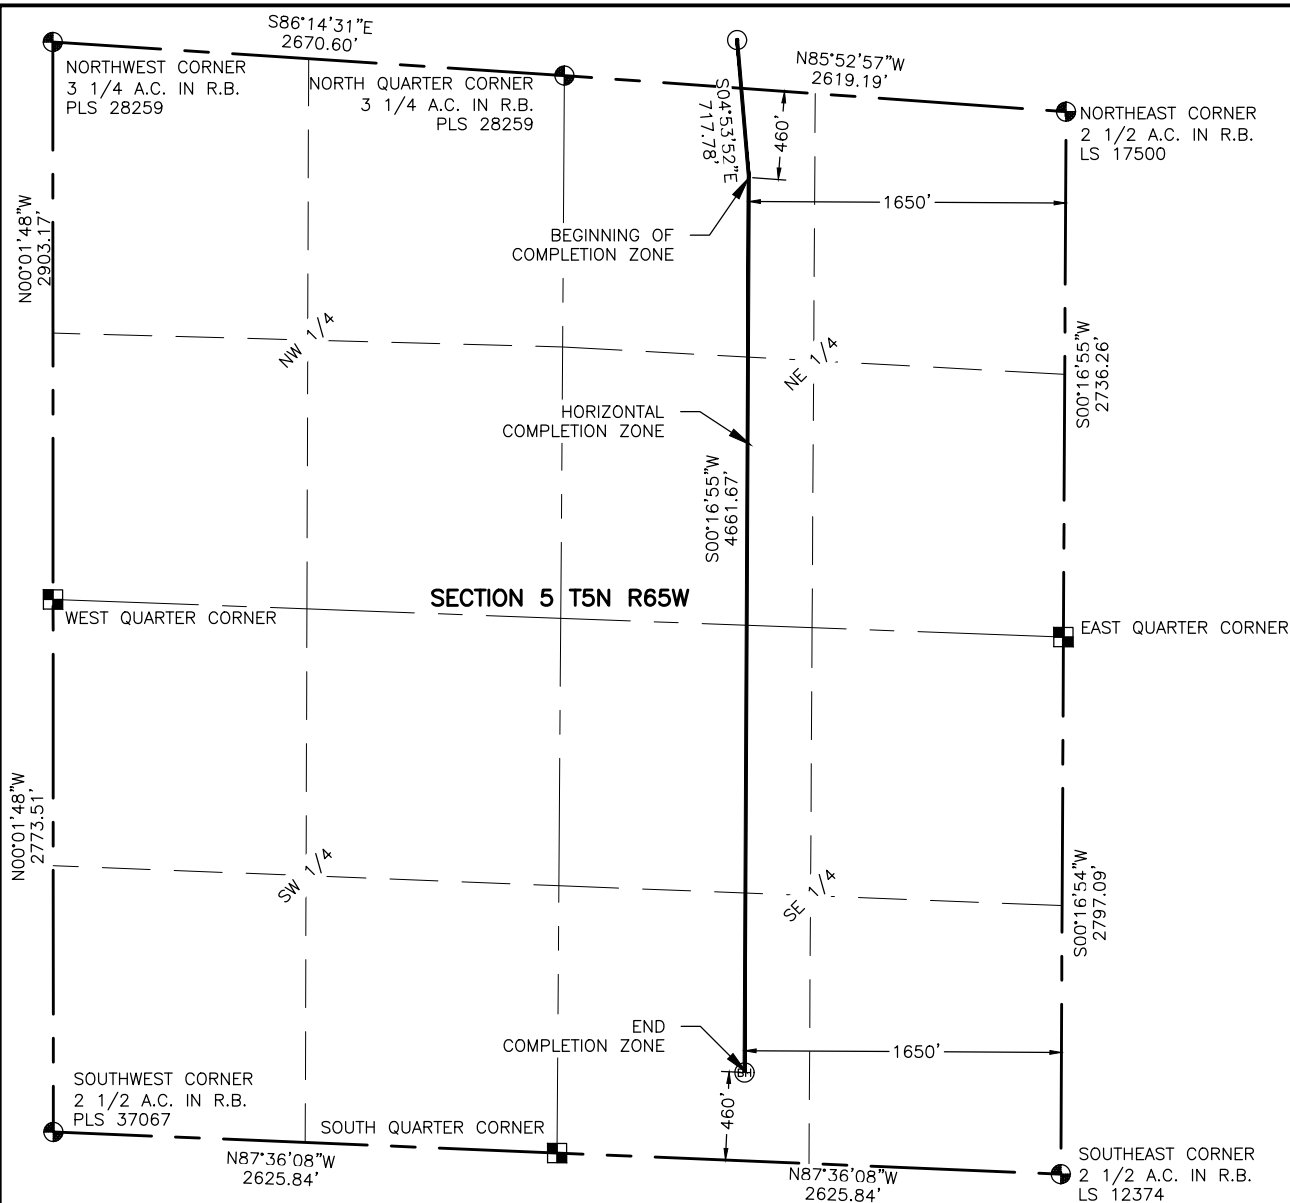 S86°14'31"E
2670.60'
N85°52'57"W
2619.19'
NORTHWEST CORNER
3 1/4 A.C. IN R.B.
PLS 28259
NORTH QUARTER CORNER
3 1/4 A.C. IN R.B.
PLS 28259
S04°53'52"E
717.78'
460'
NORTHEAST CORNER
2 1/2 A.C. IN R.B.
LS 17500
1650'
N00°01'48"W
2903.17'
BEGINNING OF
COMPLETION ZONE
NW 1/4
NE 1/4
S00°16'55"W
2736.26'
HORIZONTAL
COMPLETION ZONE
S00°16'55"W
4661.67'
SECTION 5 T5N R65W
WEST QUARTER CORNER
EAST QUARTER CORNER
N00°01'48"W
2773.51'
SW 1/4
SE 1/4
S00°16'54"W
2797.09'
END
COMPLETION ZONE
1650'
BH
460'
SOUTHWEST CORNER
2 1/2 A.C. IN R.B.
PLS 37067
SOUTH QUARTER CORNER
N87°36'08"W
2625.84'
N87°36'08"W
2625.84'
SOUTHEAST CORNER
2 1/2 A.C. IN R.B.
LS 12374